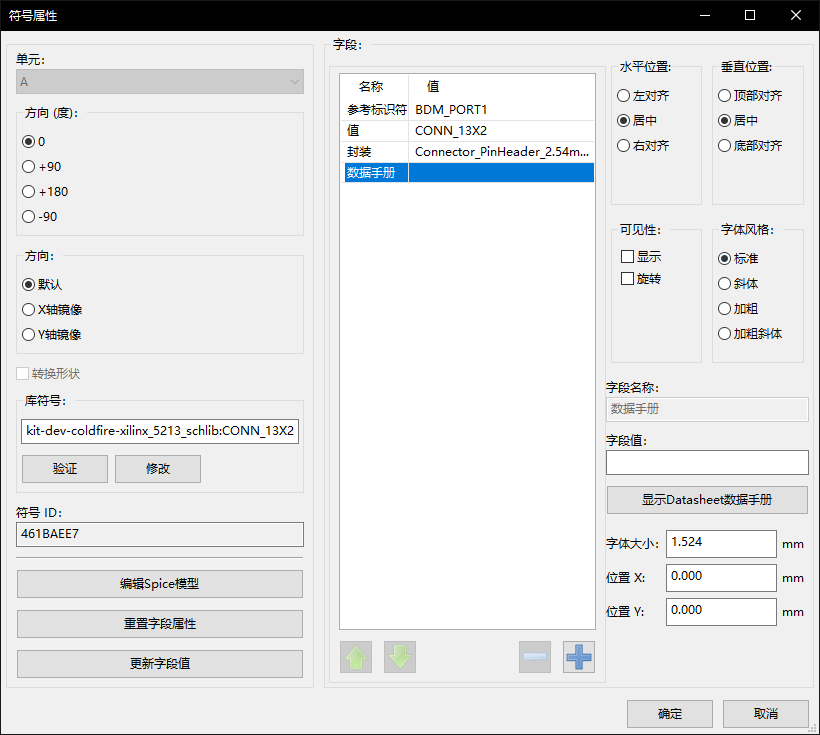 符号属性
单元:
A
方向 (度):
0
+90
+180
-90
方向:
默认
X轴镜像
Y轴镜像
转换形状
库符号:
kit-dev-coldfire-xilinx_5213_schlib:CONN_13X2
验证
修改
符号 ID:
461BAEE7
编辑Spice模型
重置字段属性
更新字段值
字段:
名称 值
参考标识符 BDM_PORT1
值 CONN_13X2
封装 Connector_PinHeader_2.54m...
数据手册
水平位置:
左对齐
居中
右对齐
垂直位置:
顶部对齐
居中
底部对齐
可见性:
显示
旋转
字体风格:
标准
斜体
加粗
加粗斜体
字段名称:
数据手册
字段值:
显示Datasheet数据手册
字体大小: 1.524 mm
位置 X: 0.000 mm
位置 Y: 0.000 mm
确定
取消